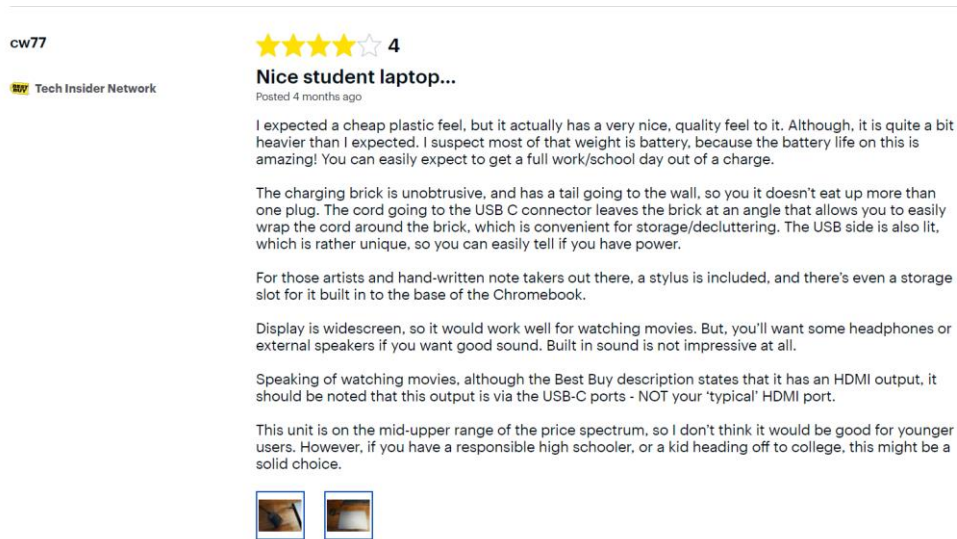 cw77
BEST BUY Tech Insider Network
4
Nice student laptop...
Posted 4 months ago
I expected a cheap plastic feel, but it actually has a very nice, quality feel to it. Although, it is quite a bit
heavier than I expected. I suspect most of that weight is battery, because the battery life on this is
amazing! You can easily expect to get a full work/school day out of a charge.
The charging brick is unobtrusive, and has a tail going to the wall, so you it doesn't eat up more than
one plug. The cord going to the USB C connector leaves the brick at an angle that allows you to easily
wrap the cord around the brick, which is convenient for storage/decluttering. The USB side is also lit,
which is rather unique, so you can easily tell if you have power.
For those artists and hand-written note takers out there, a stylus is included, and there's even a storage
slot for it built in to the base of the Chromebook.
Display is widescreen, so it would work well for watching movies. But, you'll want some headphones or
external speakers if you want good sound. Built in sound is not impressive at all.
Speaking of watching movies, although the Best Buy description states that it has an HDMI output, it
should be noted that this output is via the USB-C ports - NOT your 'typical' HDMI port.
This unit is on the mid-upper range of the price spectrum, so I don't think it would be good for younger
users. However, if you have a responsible high schooler, or a kid heading off to college, this might be a
solid choice.